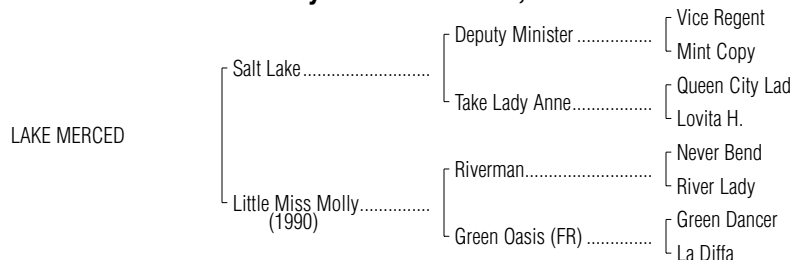 Vice Regent
Deputy Minister ................
Mint Copy
Salt Lake...........................
Queen City Lad
Take Lady Anne.................
Lovita H.
LAKE MERCED
Never Bend
Riverman...........................
River Lady
Little Miss Molly...............
(1990)
Green Dancer
Green Oasis (FR) ..............
La Diffa